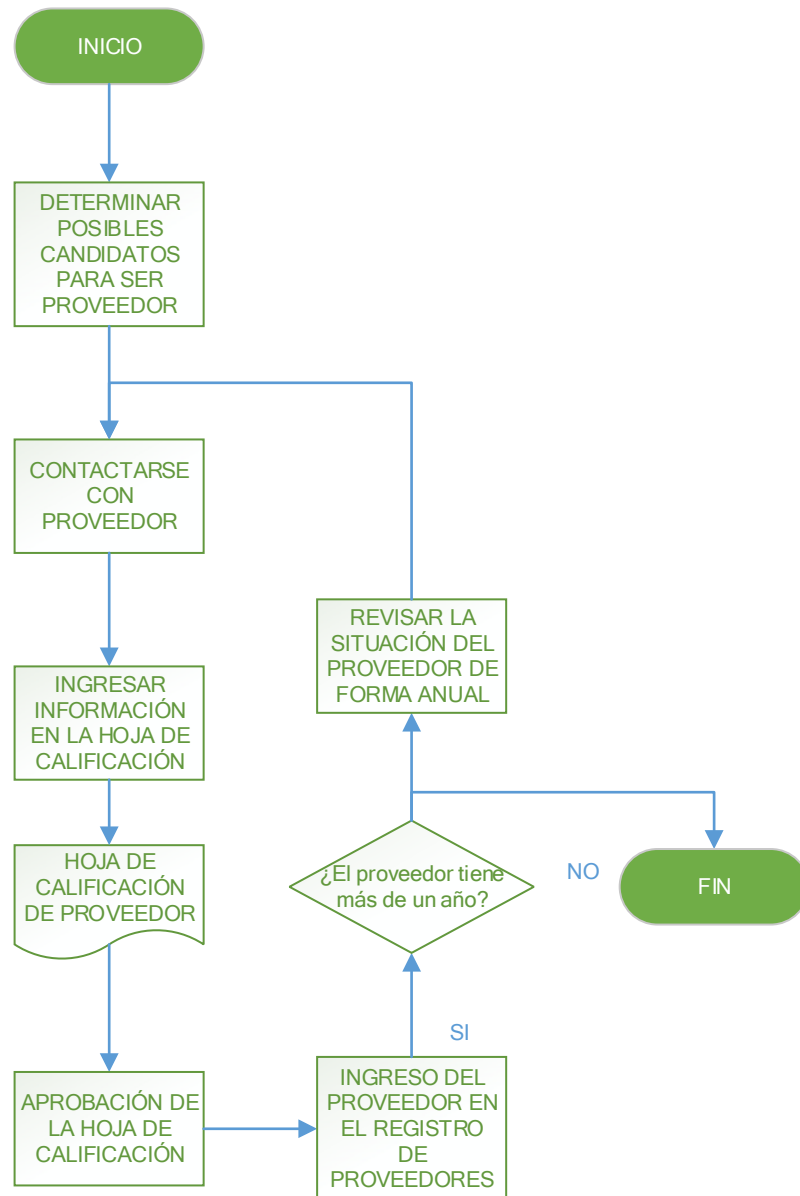 INICIO
DETERMINAR
POSIBLES
CANDIDATOS
PARA SER
PROVEEDOR
CONTACTARSE
CON
PROVEEDOR
INGRESAR
INFORMACIÓN
EN LA HOJA DE
CALIFICACIÓN
HOJA DE
CALIFICACIÓN
DE PROVEEDOR
APROBACIÓN DE
LA HOJA DE
CALIFICACIÓN
INGRESO DEL
PROVEEDOR EN
EL REGISTRO
DE
PROVEEDORES
SI
¿El proveedor tiene
más de un año?
NO
REVISAR LA
SITUACIÓN DEL
PROVEEDOR DE
FORMA ANUAL
FIN